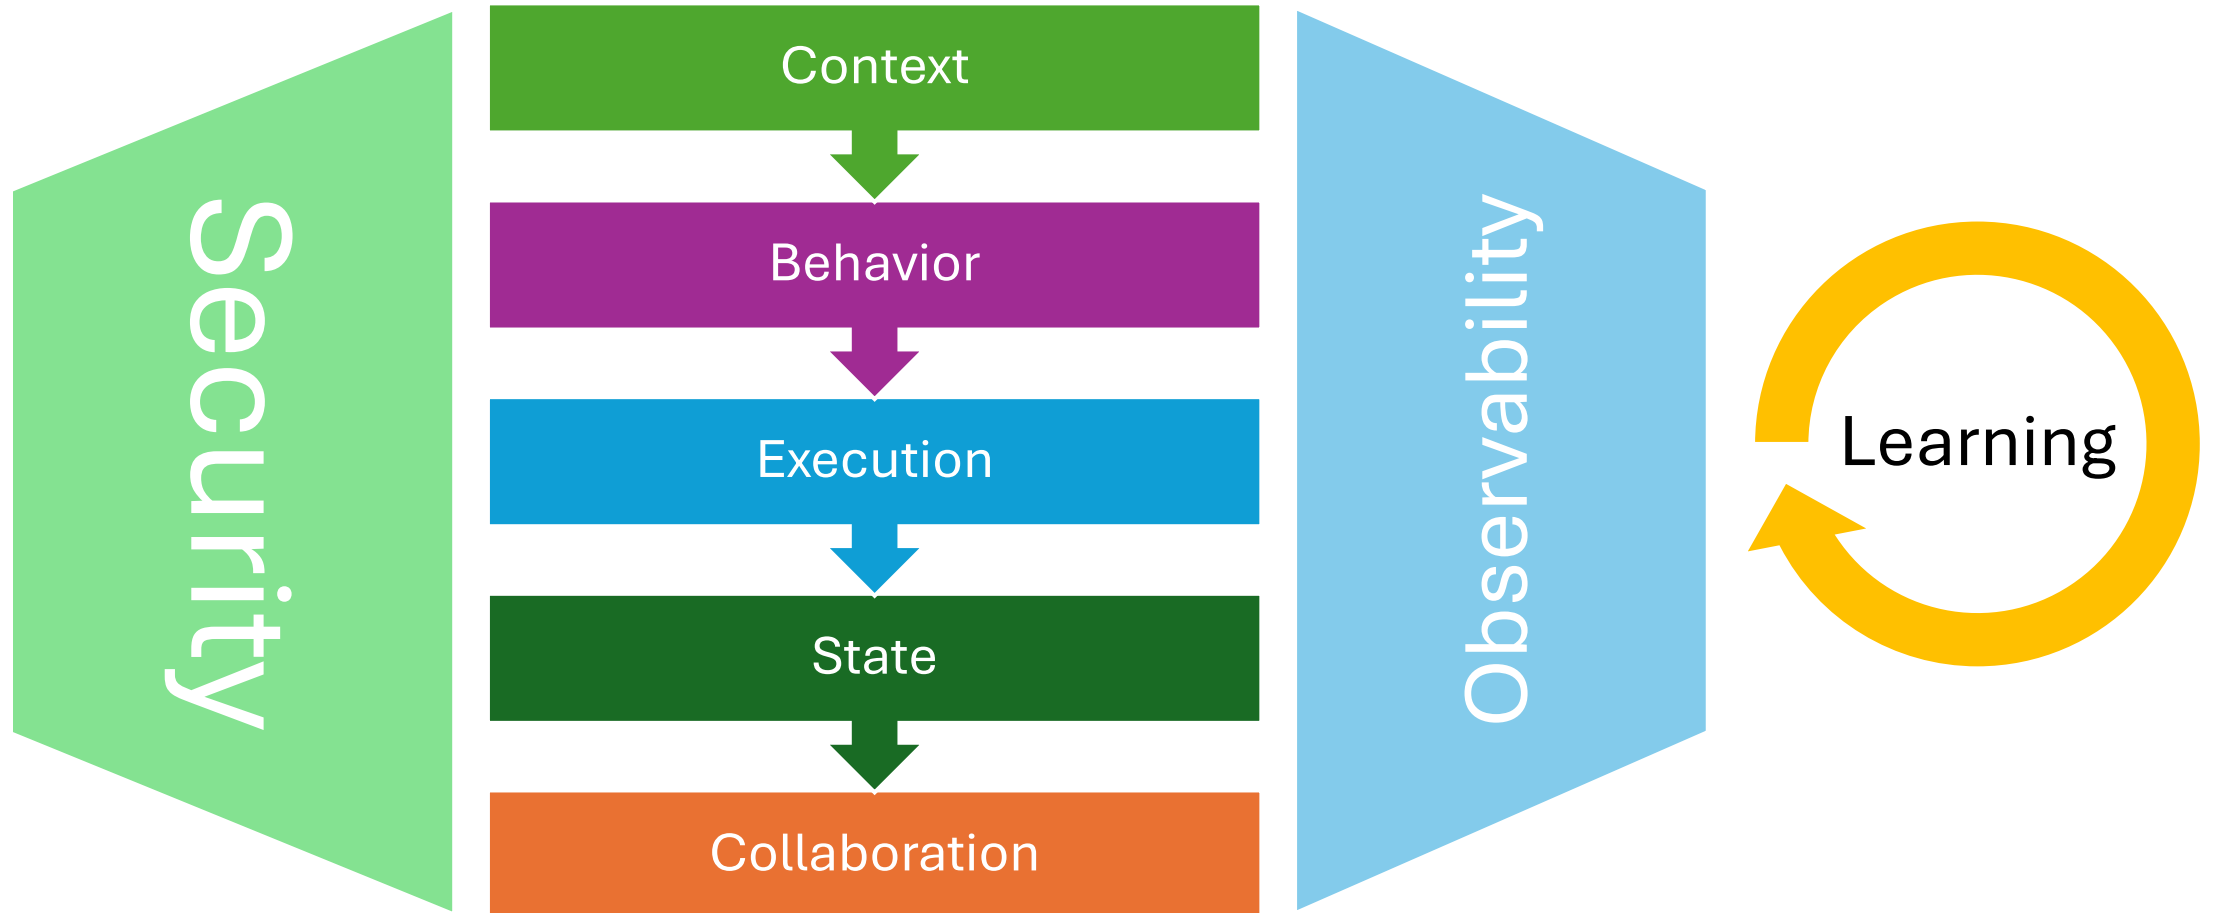 Security
Context
Behavior
Execution
State
Collaboration
Observability
Learning